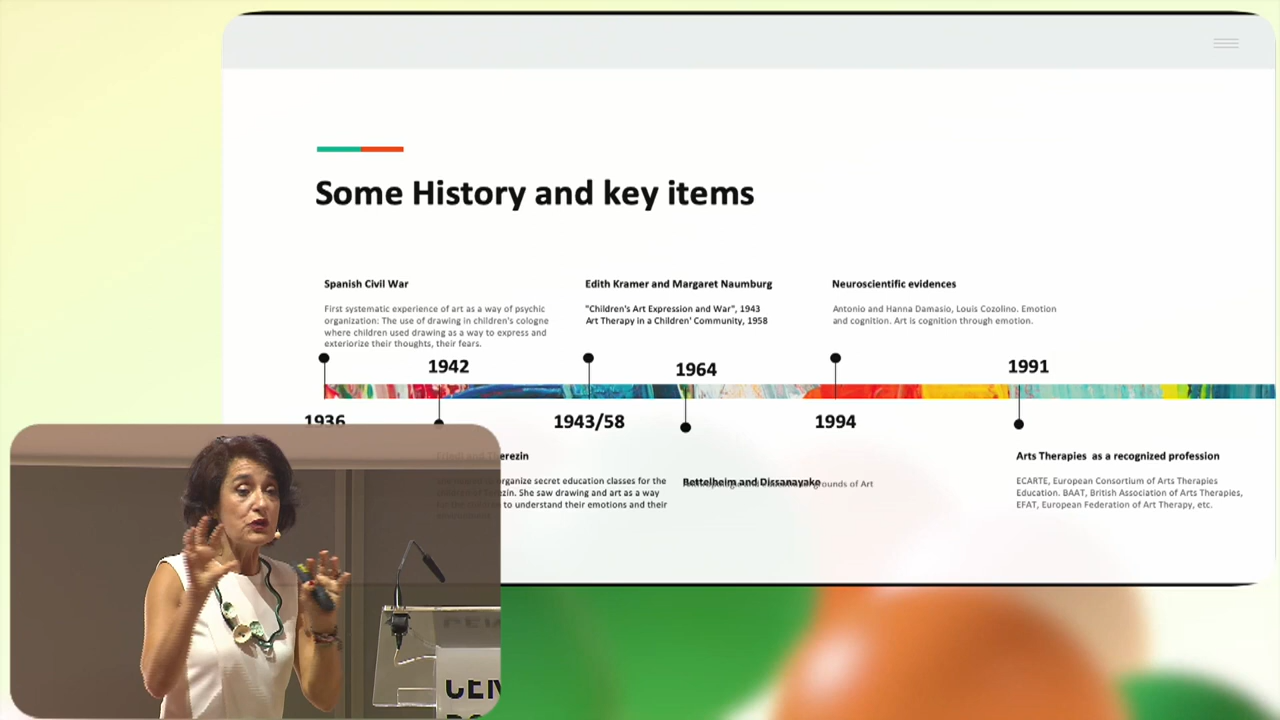 Some History and key items
Spanish Civil War
First systematic experience of art as a way of psychic
organization: The use of drawing in children's cologne
where children used drawing as a way to express and
exteriorize their thoughts, their fears.
Edith Kramer and Margaret Naumburg
"Children's Art Expression and War", 1943
Art Therapy in a Children' Community, 1958
Neuroscientific evidences
Antonio and Hanna Damasio, Louis Cozolino. Emotion
and cognition. Art is cognition through emotion.
1942
1964
1991
1936
1943/58
1994
Terezin
organize secret education classes for the
Terezin. She saw drawing and art as a way
to understand their emotions and their
Bettelheim and Dissanayake
grounds of Art
Arts Therapies as a recognized profession
ECARTE, European Consortium of Arts Therapies
Education. BAAT, British Association of Arts Therapies,
EFAT, European Federation of Art Therapy, etc.